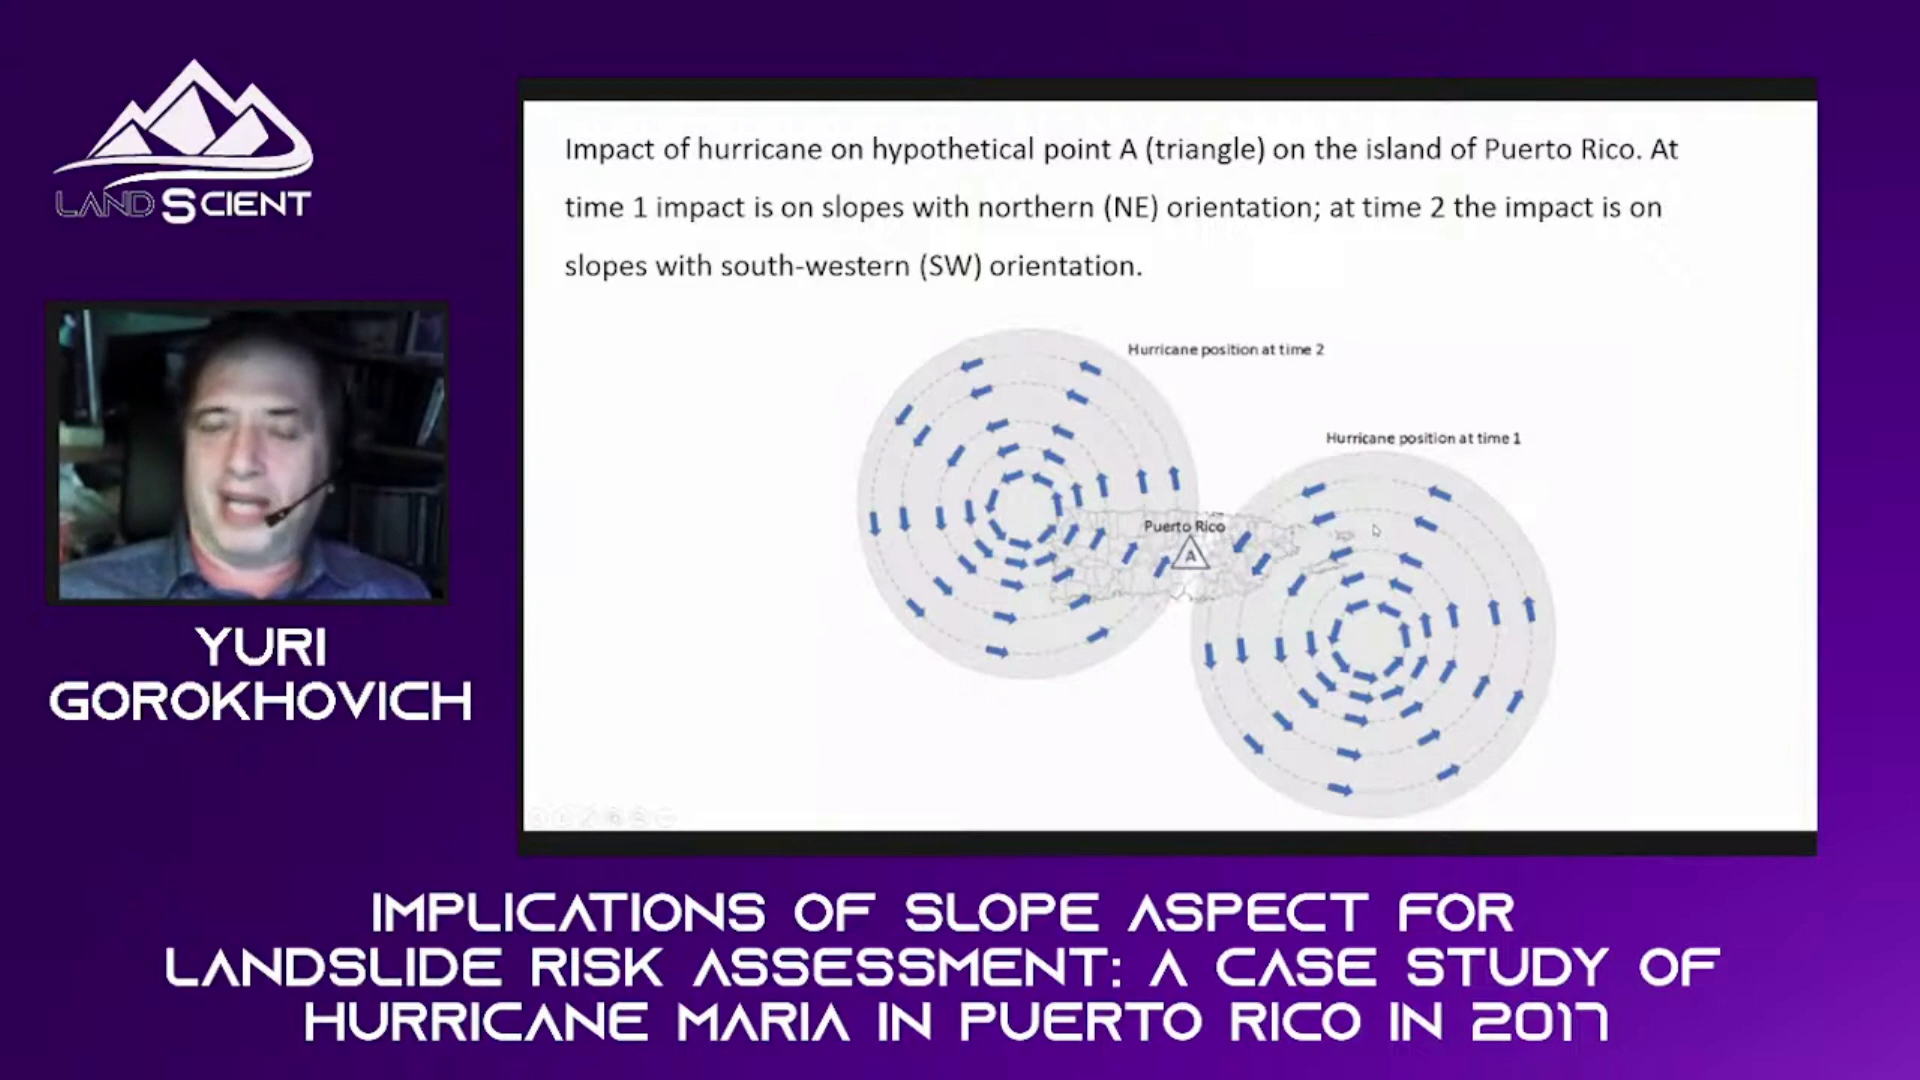 LANDSCIENT
Impact of hurricane on hypothetical point A (triangle) on the island of Puerto Rico. At
time 1 impact is on slopes with northern (NE) orientation; at time 2 the impact is on
slopes with south-western (SW) orientation.
Hurricane position at time 2
Hurricane position at time 1
Puerto Rico
A
YURI
GOROKHOVICH
IMPLICATIONS OF SLOPE ASPECT FOR
LANDSLIDE RISK ASSESSMENT: A CASE STUDY OF
HURRICANE MARIA IN PUERTO RICO IN 2017